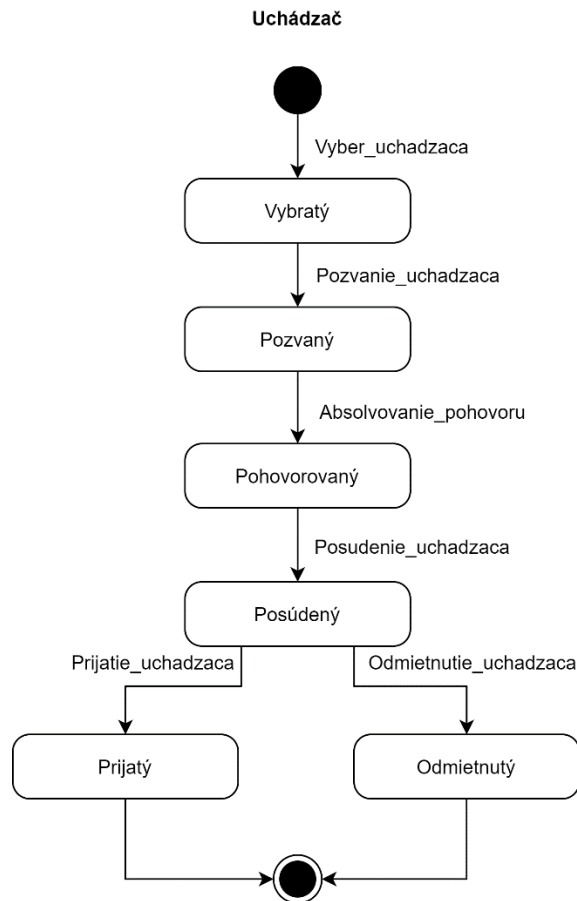 Uchádzač
Vyber_uchadzaca
Vybratý
Pozvanie_uchadzaca
Pozvaný
Absolvovanie_pohovoru
Pohovorovaný
Posudenie_uchadzaca
Posúdený
Prijatie_uchadzaca
Odmietnutie_uchadzaca
Prijatý
Odmietnutý